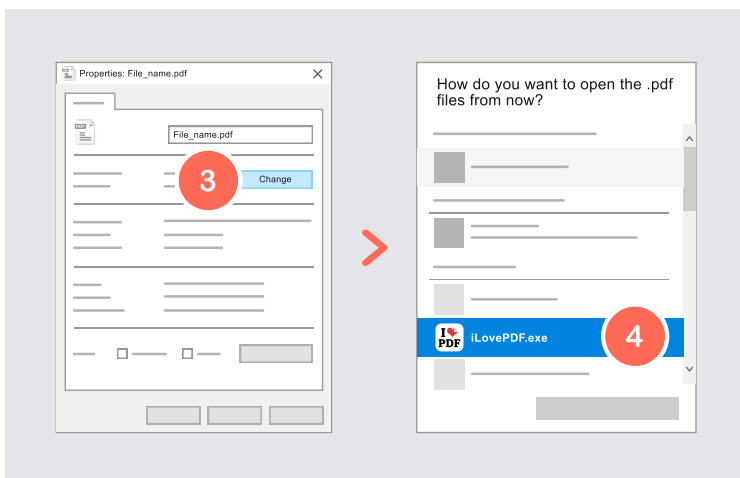 Properties: File_name.pdf
PDF
File_name.pdf
3
Change
How do you want to open the .pdf
files from now?
I
PDF
iLovePDF.exe
4